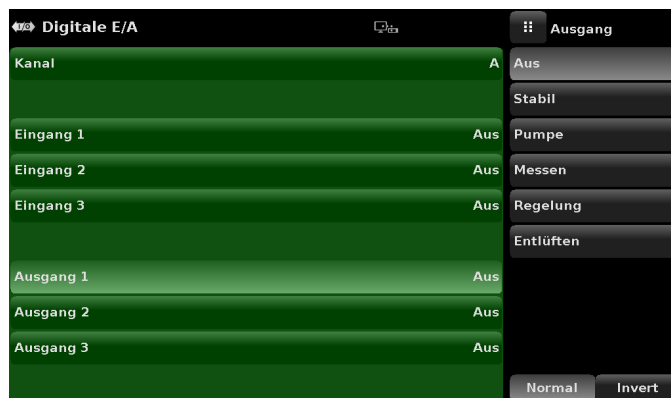 Digitale E/A
Kanal A
Eingang 1 Aus
Eingang 2 Aus
Eingang 3 Aus
Ausgang 1 Aus
Ausgang 2 Aus
Ausgang 3 Aus
Ausgang
Aus
Stabil
Pumpe
Messen
Regelung
Entlüften
Normal Invert